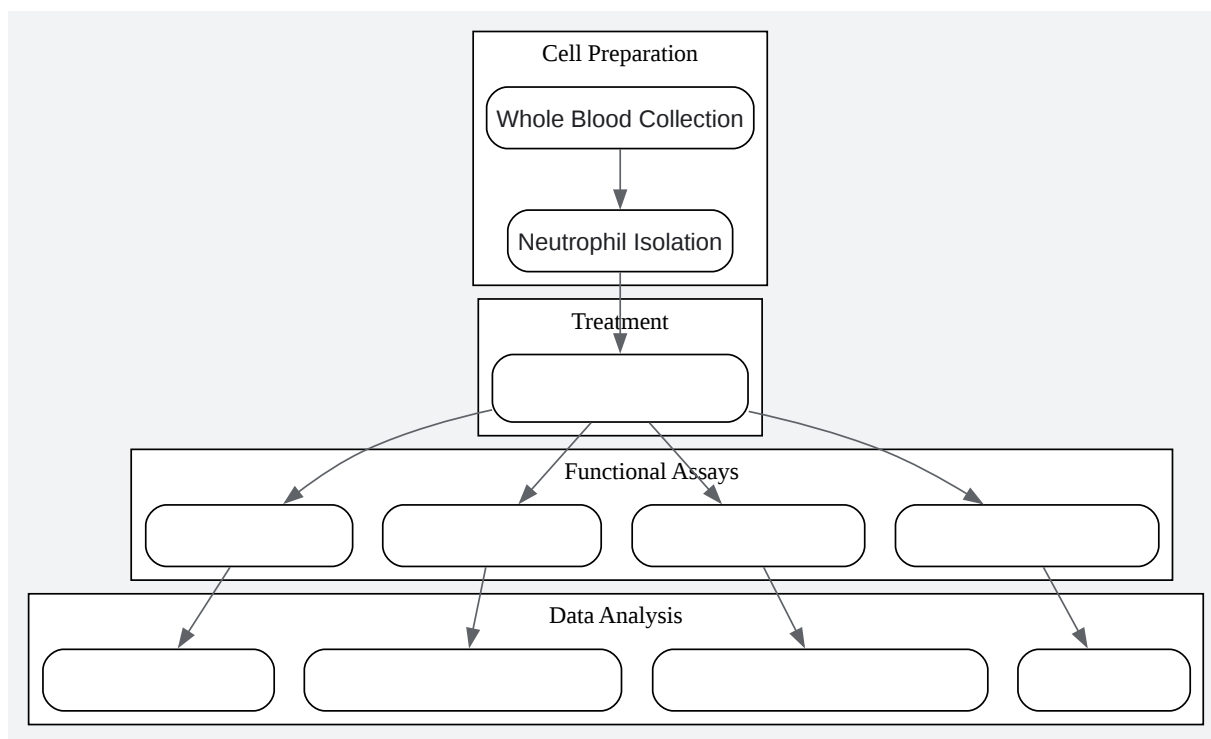 Cell Preparation
Whole Blood Collection
Neutrophil Isolation
Treatment
Functional Assays
Data Analysis